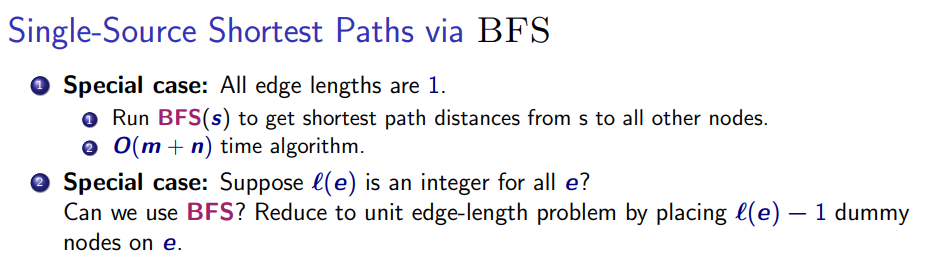 Single-Source Shortest Paths via BFS
1 Special case: All edge lengths are 1.
1 Run BFS(s) to get shortest path distances from s to all other nodes.
2 O(m + n) time algorithm.
2 Special case: Suppose ℓ(e) is an integer for all e?
Can we use BFS? Reduce to unit edge-length problem by placing ℓ(e) − 1 dummy
nodes on e.